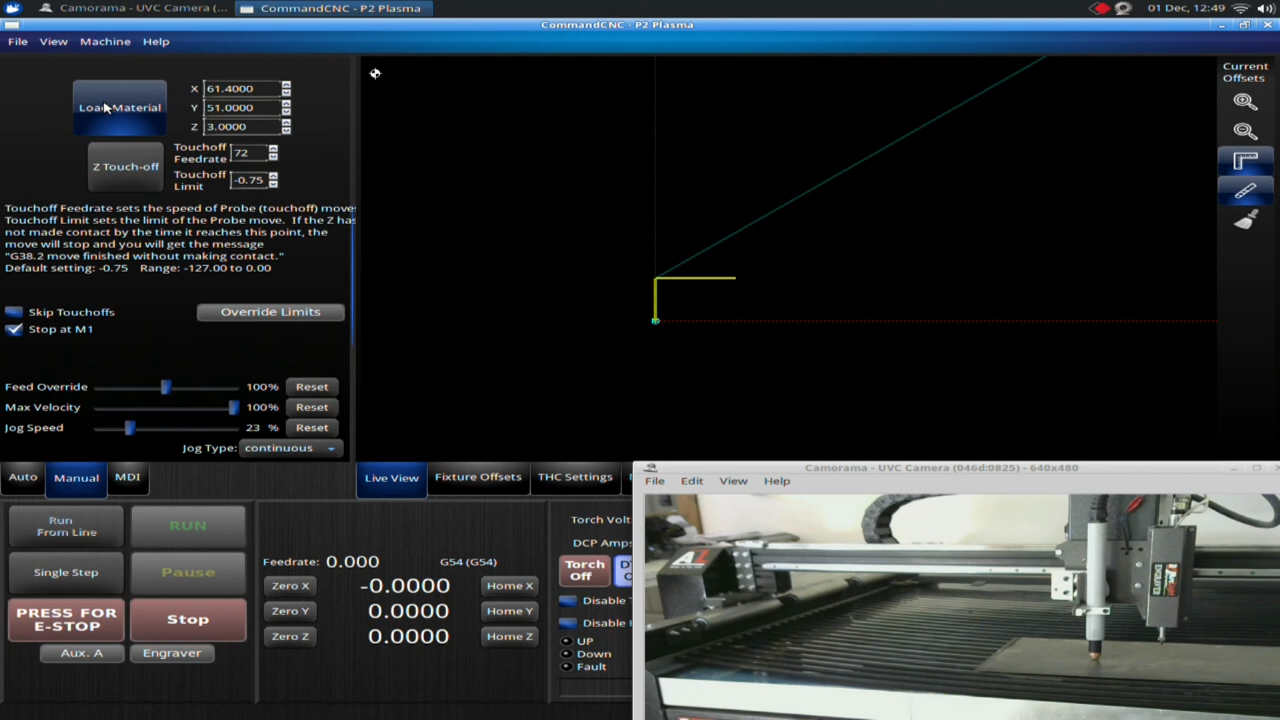 Camorama - UVC Camera (...
CommandCNC - P2 Plasma
01 Dec, 12:49
CommandCNC - P2 Plasma
File View Machine Help
Load Material
X 61.4000
Y 51.0000
Z 3.0000
Z Touch-off
Touchoff Feedrate 72
Touchoff Limit -0.75
Touchoff Feedrate sets the speed of Probe (touchoff) moves
Touchoff Limit sets the limit of the Probe move. If the Z has
not made contact by the time it reaches this point, the
move will stop and you will get the message
"G38.2 move finished without making contact."
Default setting: -0.75 Range: -127.00 to 0.00
Skip Touchoffs Override Limits
Stop at M1
Feed Override 100% Reset
Max Velocity 100% Reset
Jog Speed 23 % Reset
Jog Type: continuous
Current
Offsets
Auto Manual MDI
Live View Fixture Offsets THC Settings
Run
From Line
RUN
Single Step
Pause
PRESS FOR
E-STOP
Stop
Aux. A Engraver
Feedrate: 0.000 G54 (G54)
Zero X -0.0000 Home X
Zero Y 0.0000 Home Y
Zero Z 0.0000 Home Z
Torch Volt
DCP Amp
Torch
Off
Disable
Disable
UP
Down
Fault
Camorama - UVC Camera (046d:0825) - 640x480
File Edit View Help
ENGRAVER